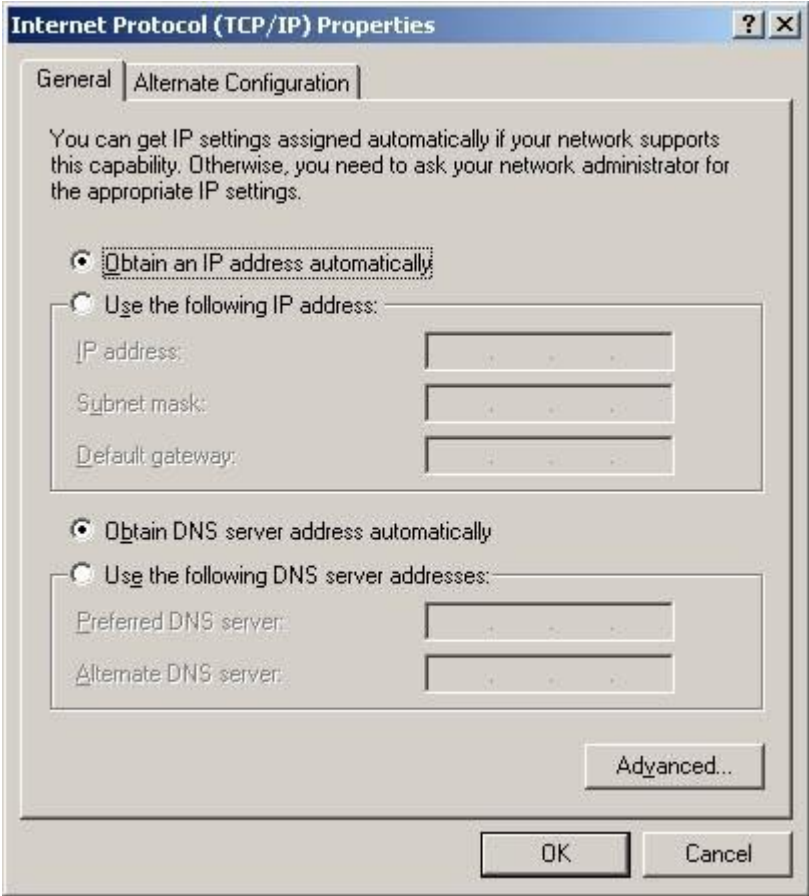 Internet Protocol (TCP/IP) Properties
General
Alternate Configuration
You can get IP settings assigned automatically if your network supports
this capability. Otherwise, you need to ask your network administrator for
the appropriate IP settings.
Obtain an IP address automatically
Use the following IP address:
IP address:
Subnet mask:
Default gateway:
Obtain DNS server address automatically
Use the following DNS server addresses:
Preferred DNS server:
Alternate DNS server:
Advanced...
OK
Cancel